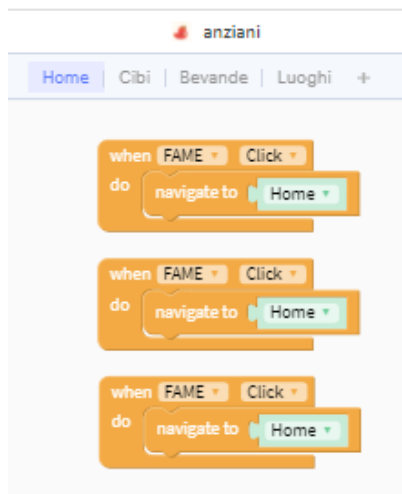 anziani
Home | Cibi | Bevande | Luoghi +
when FAME ▾ Click ▾
do navigate to Home ▾
when FAME ▾ Click ▾
do navigate to Home ▾
when FAME ▾ Click ▾
do navigate to Home ▾